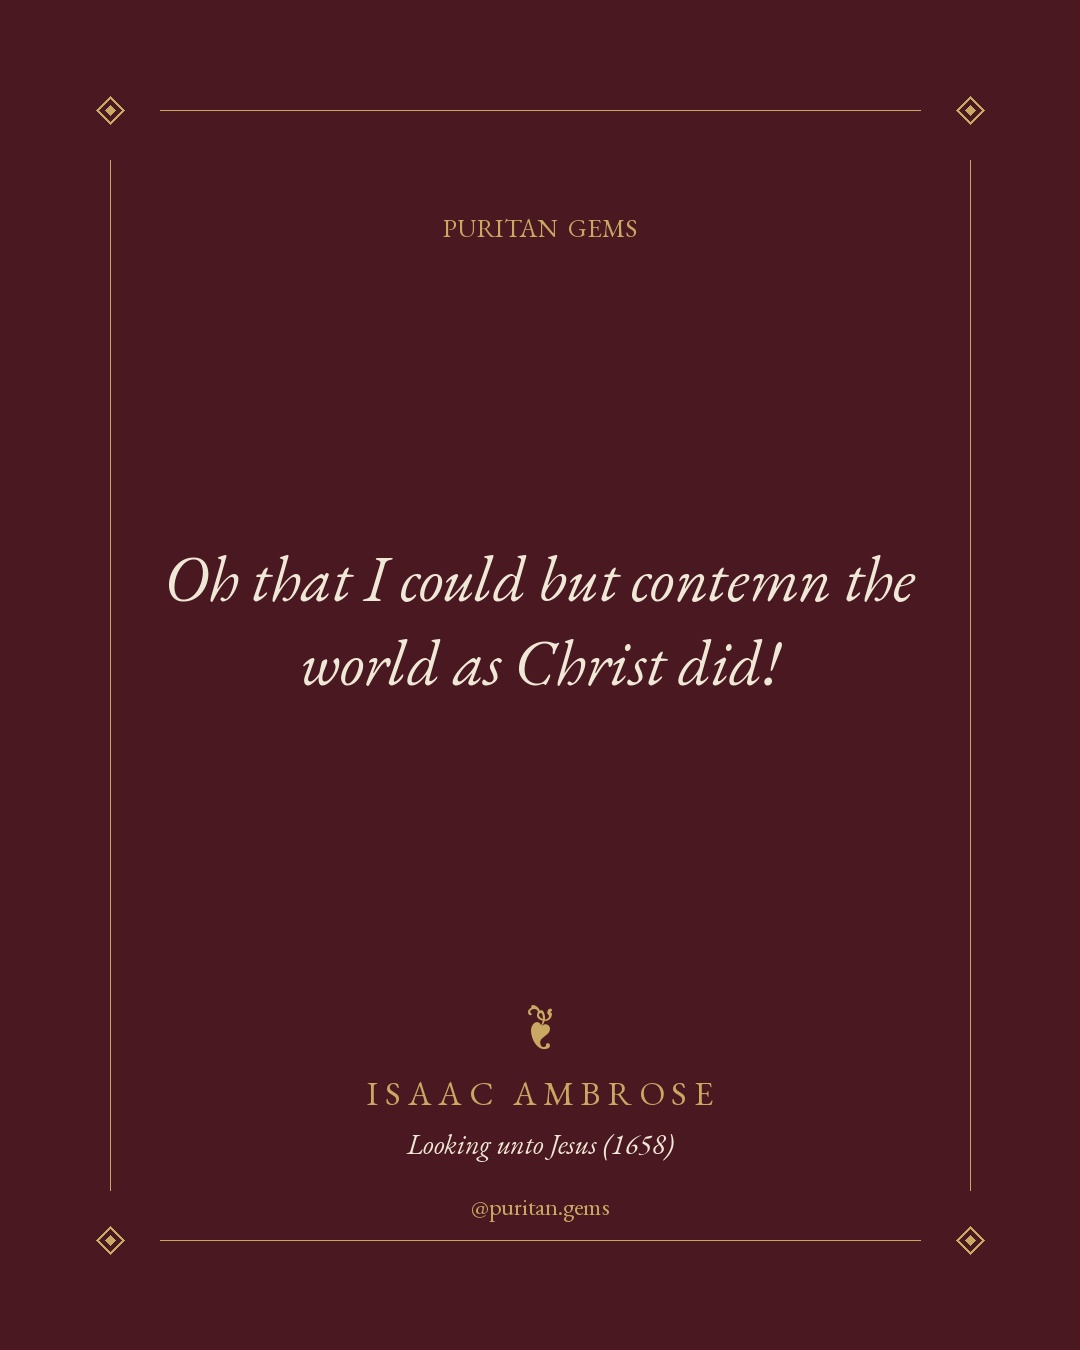 PURITAN GEMS
Oh that I could but contemn the
world as Christ did!
ISAAC AMBROSE
Looking unto Jesus (1658)
@puritan.gems